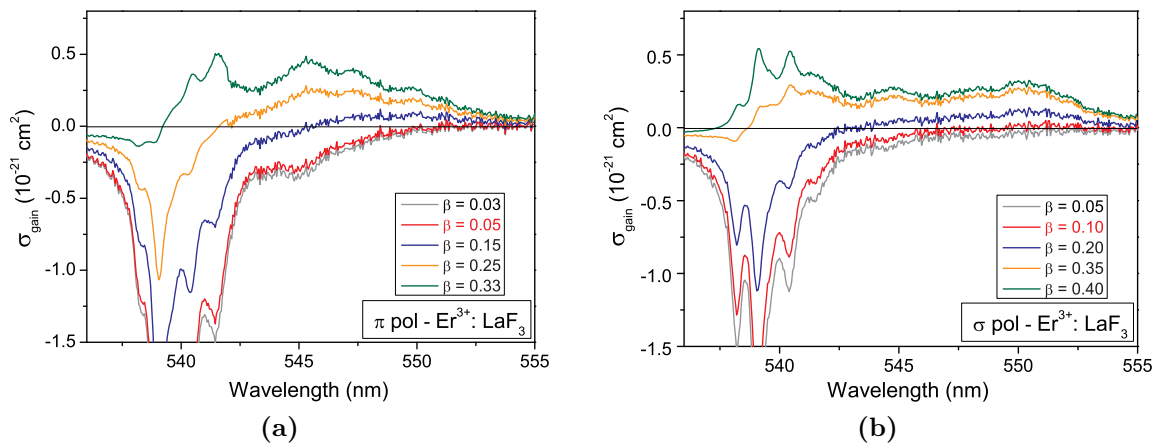 0.5
0.0
-0.5
-1.0
-1.5
σgain (10⁻²¹ cm²)
β = 0.03
β = 0.05
β = 0.15
β = 0.25
β = 0.33
π pol - Er³⁺: LaF₃
540 545 550 555
Wavelength (nm)
(a)
0.5
0.0
-0.5
-1.0
-1.5
σgain (10⁻²¹ cm²)
β = 0.05
β = 0.10
β = 0.20
β = 0.35
β = 0.40
σ pol - Er³⁺: LaF₃
540 545 550 555
Wavelength (nm)
(b)